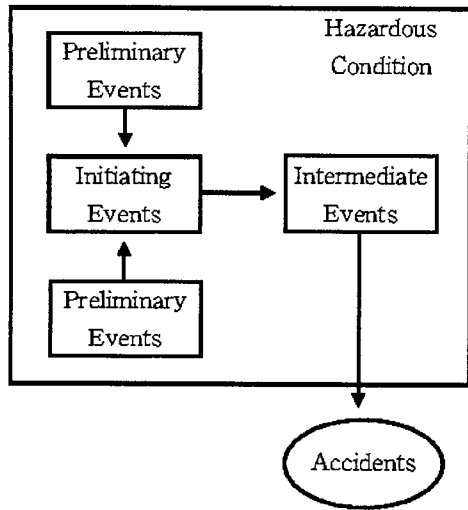 Hazardous
Condition
Preliminary
Events
Initiating
Events
Intermediate
Events
Preliminary
Events
Accidents